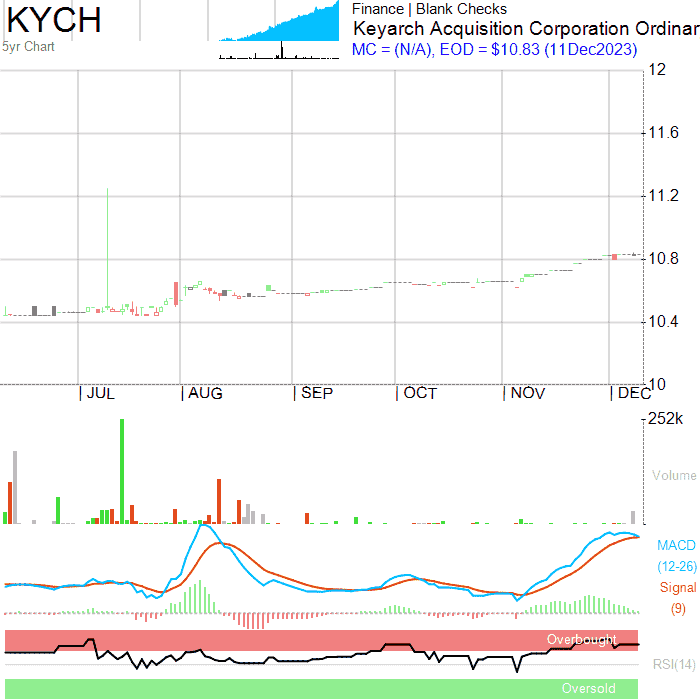 KYCH
5yr Chart
Finance | Blank Checks
Keyarch Acquisition Corporation Ordinar
MC = (N/A), EOD = $10.83 (11Dec2023)
12
11.6
11.2
10.8
10.4
10
JUL
AUG
SEP
OCT
NOV
DEC
252k
Volume
MACD
(12-26)
Signal
(9)
Overbought
RSI(14)
Oversold